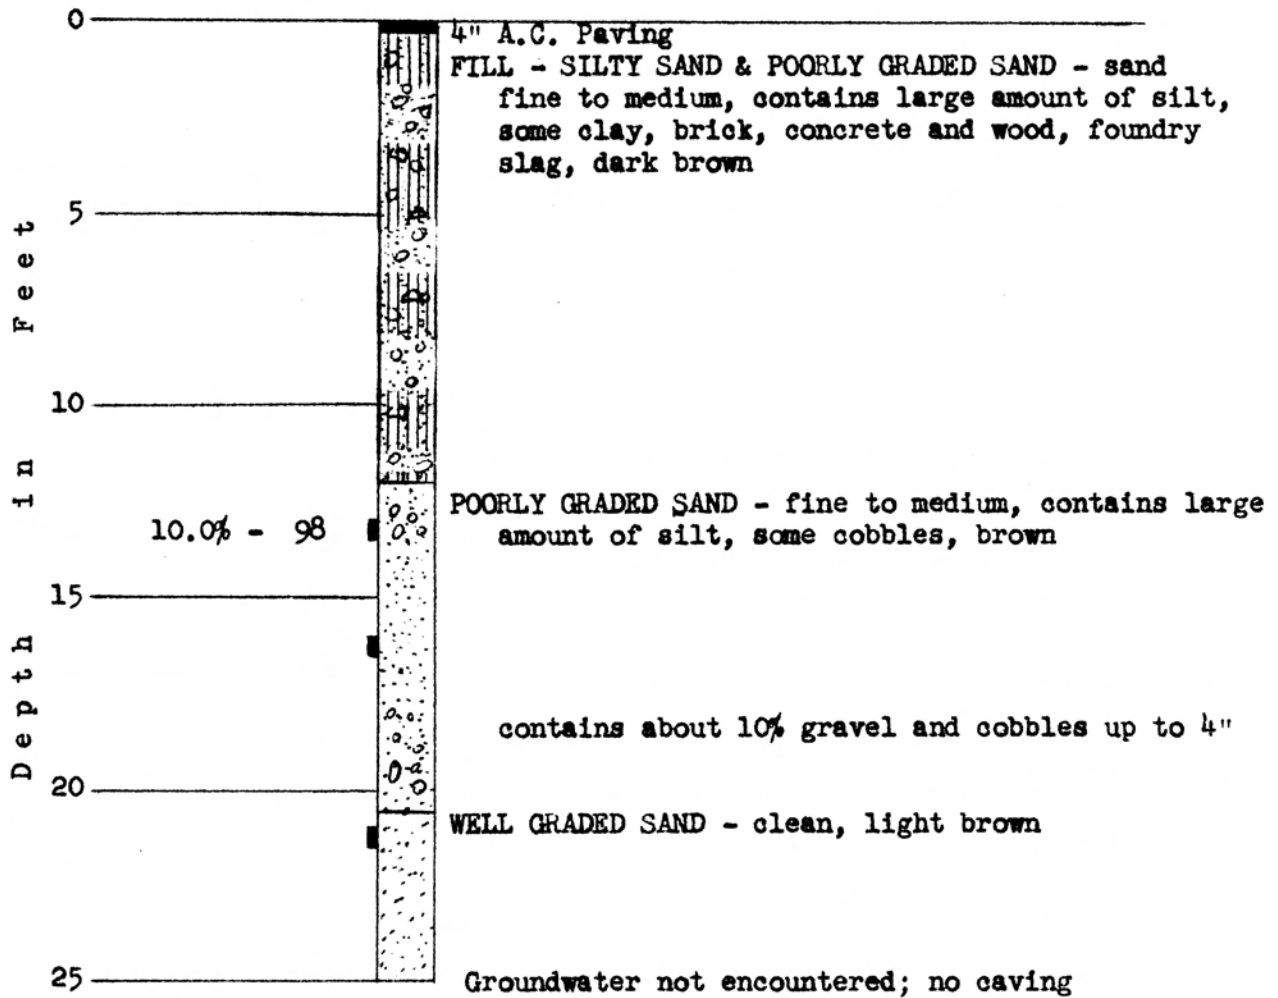 0
4" A.C. Paving
FILL - SILTY SAND & POORLY GRADED SAND - sand
fine to medium, contains large amount of silt,
some clay, brick, concrete and wood, foundry
slag, dark brown
5
10
POORLY GRADED SAND - fine to medium, contains large
10.0% - 98
amount of silt, some cobbles, brown
15
contains about 10% gravel and cobbles up to 4"
20
WELL GRADED SAND - clean, light brown
25
Groundwater not encountered; no caving
Depth in Feet